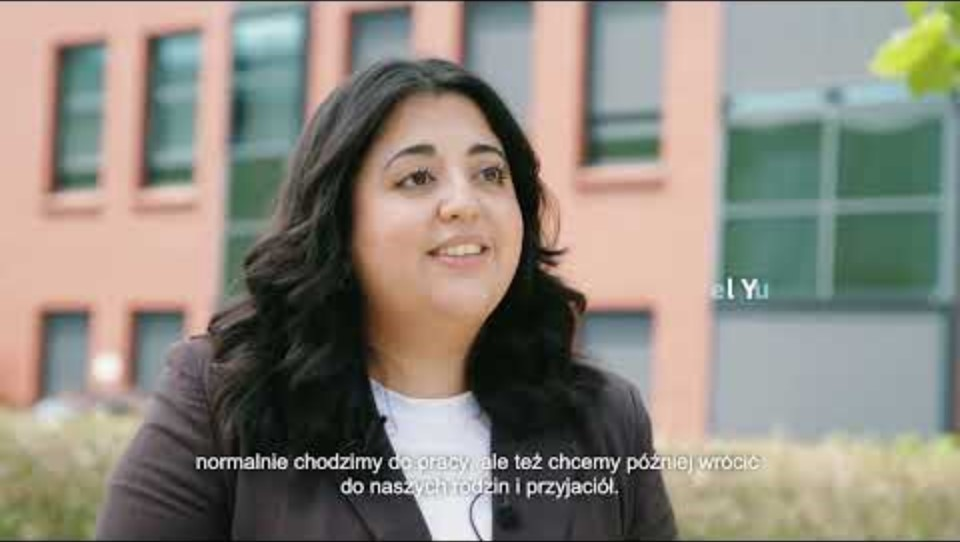 el Yu
normalnie chodzimy do pracy, ale też chcemy później wrócić
do naszych rodzin i przyjaciół.